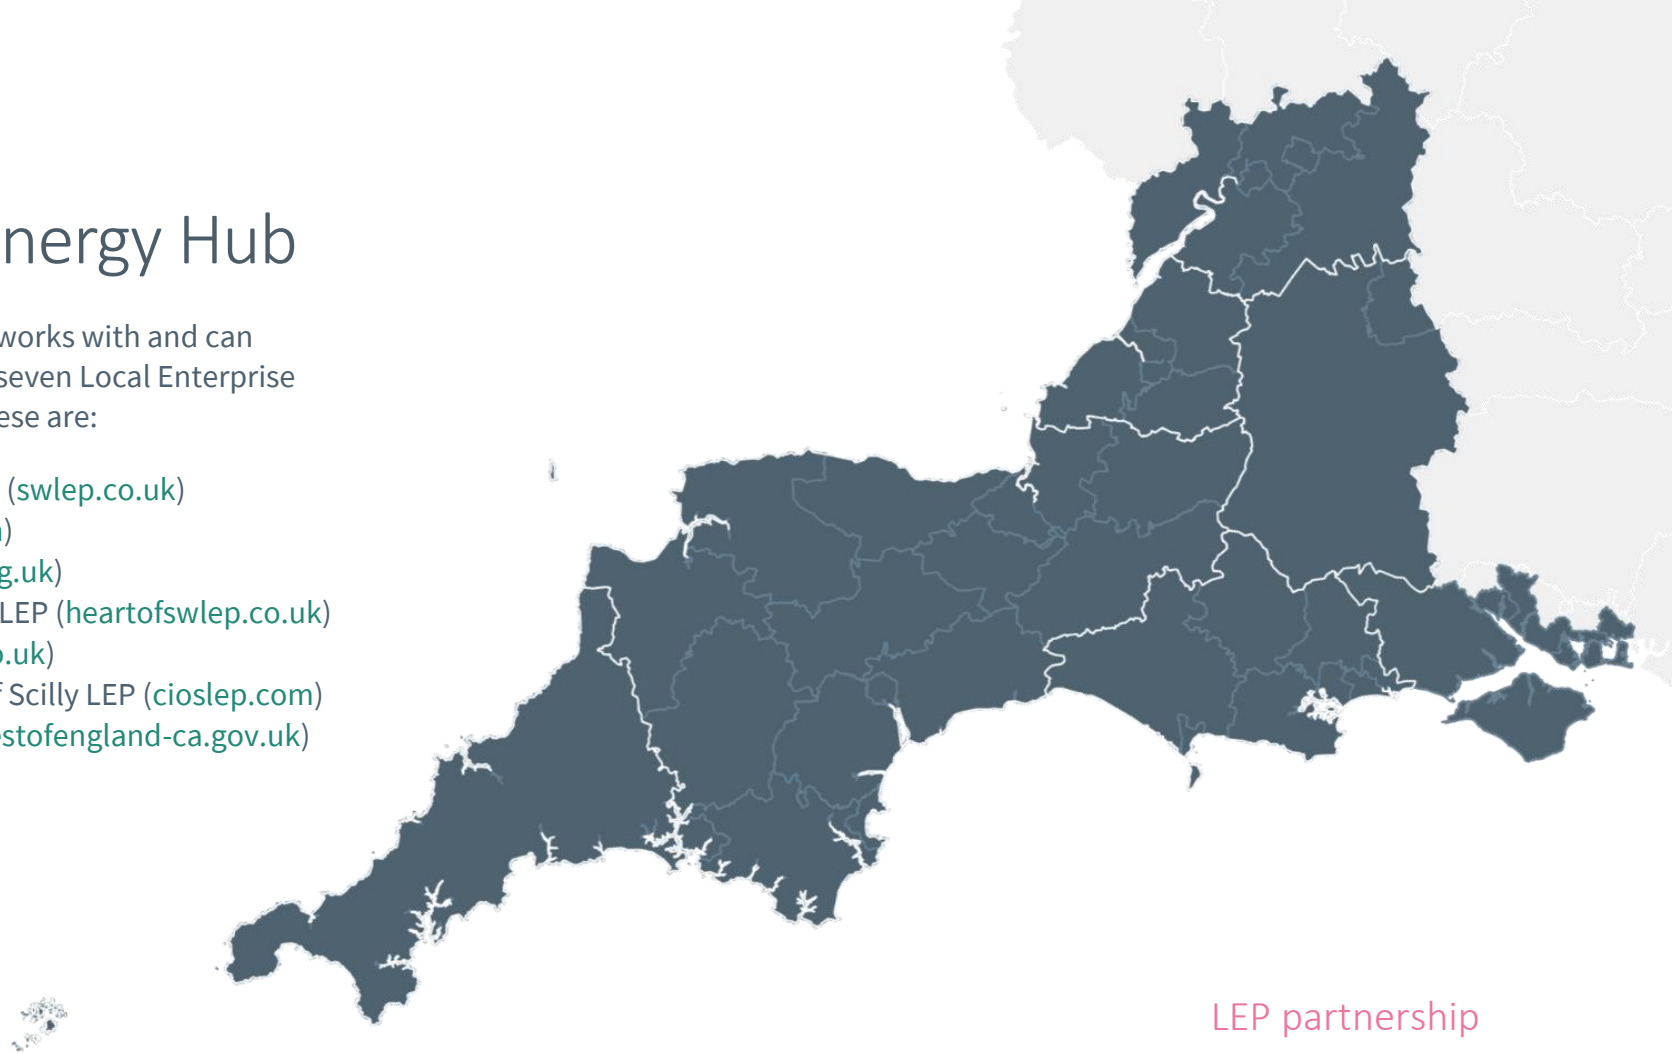 nergy Hub
works with and can
seven Local Enterprise
ese are:
(swlep.co.uk)
)
g.uk)
LEP (heartofswlep.co.uk)
o.uk)
f Scilly LEP (cioslep.com)
estofengland-ca.gov.uk)
LEP partnership